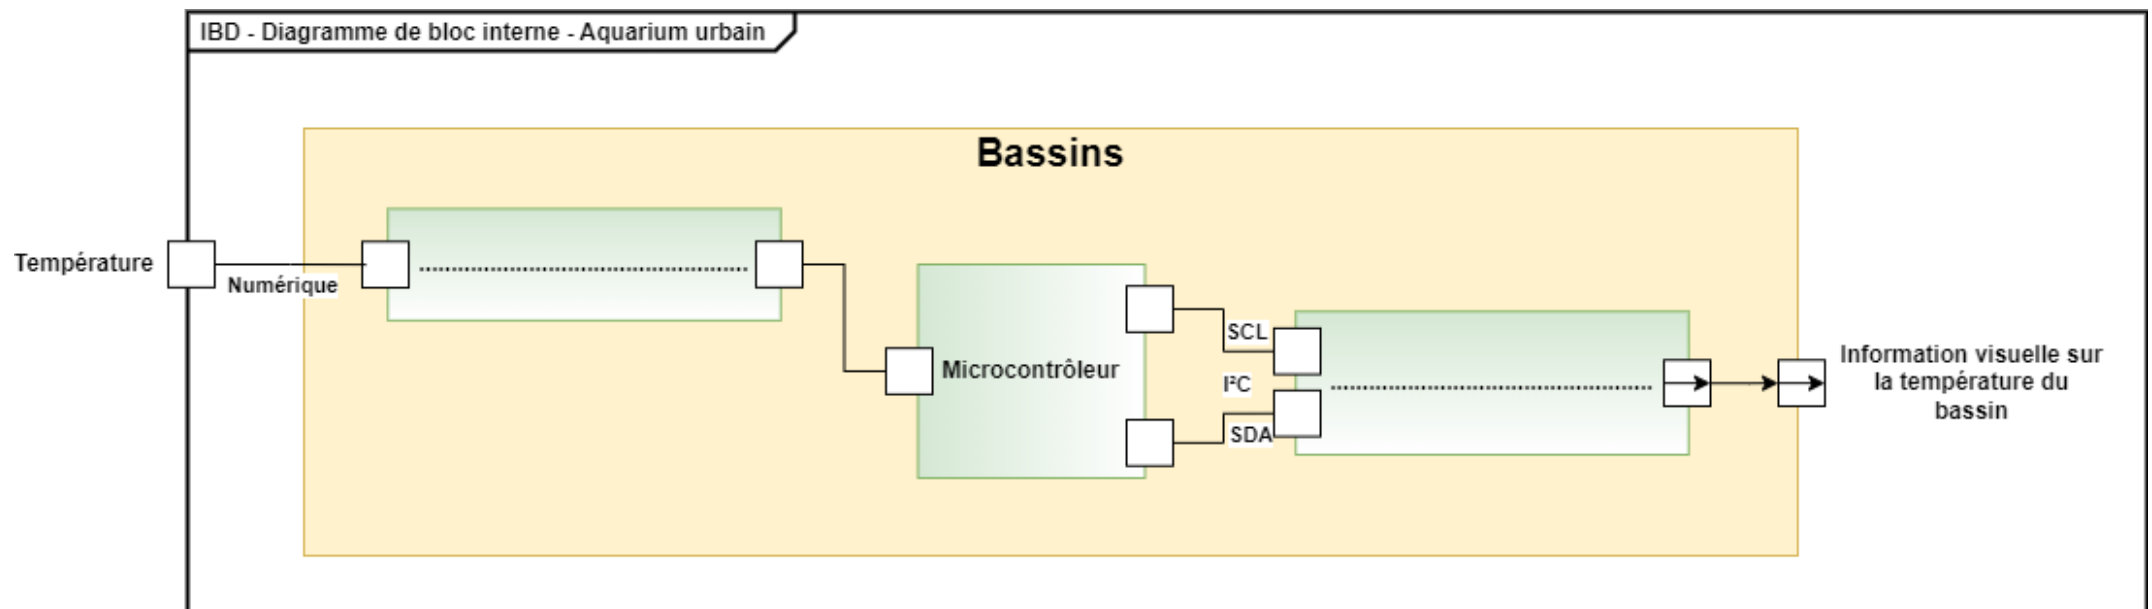 IBD - Diagramme de bloc interne - Aquarium urbain
Bassins
Température
Numérique
........................................................
Microcontrôleur
SCL
I²C
SDA
........................................................
Information visuelle sur
la température du
bassin